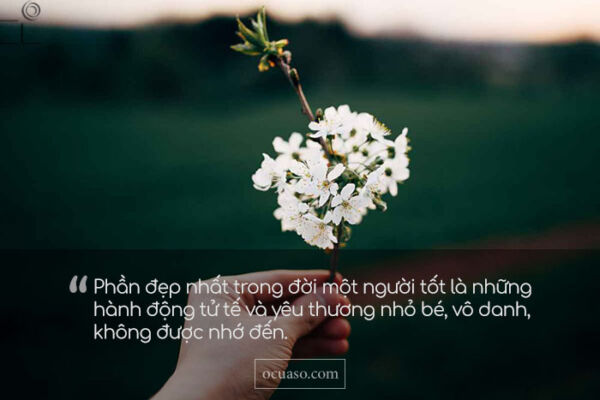 “ Phần đẹp nhất trong đời một người tốt là những
hành động tử tế và yêu thương nhỏ bé, vô danh,
không được nhớ đến.
ocuaso.com